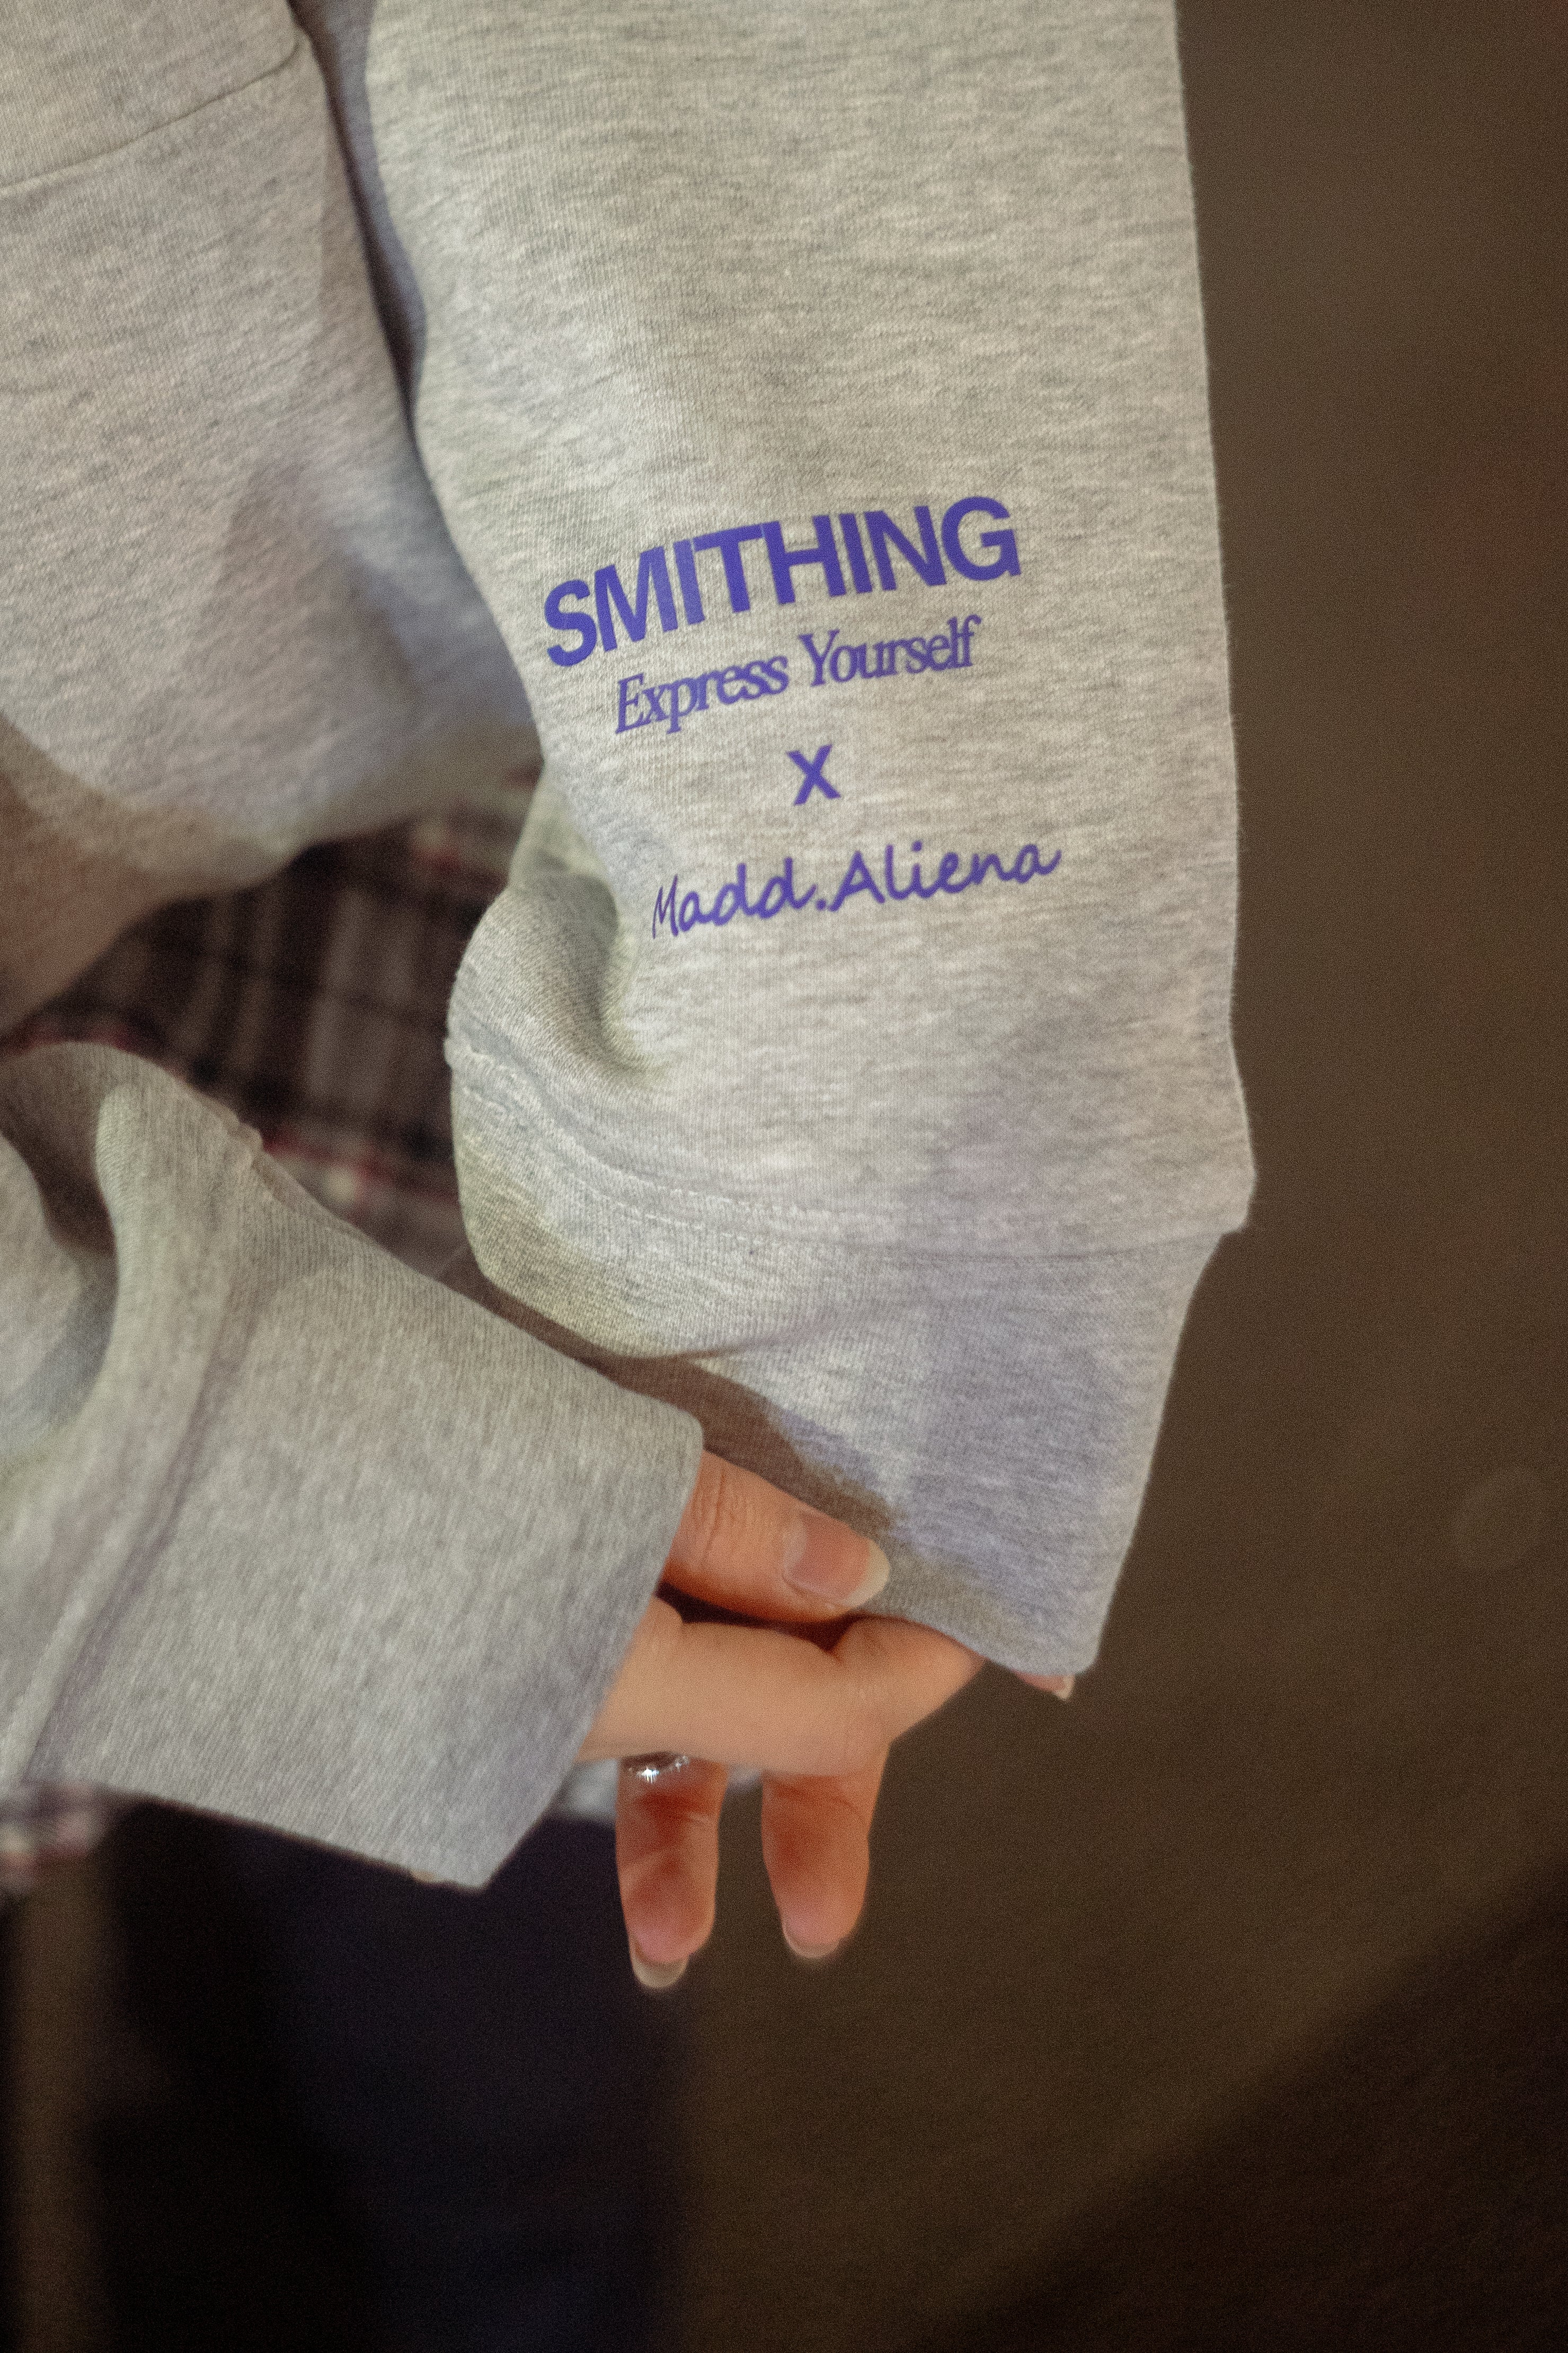 SMITHING
Express Yourself
X
Madd.Aliena